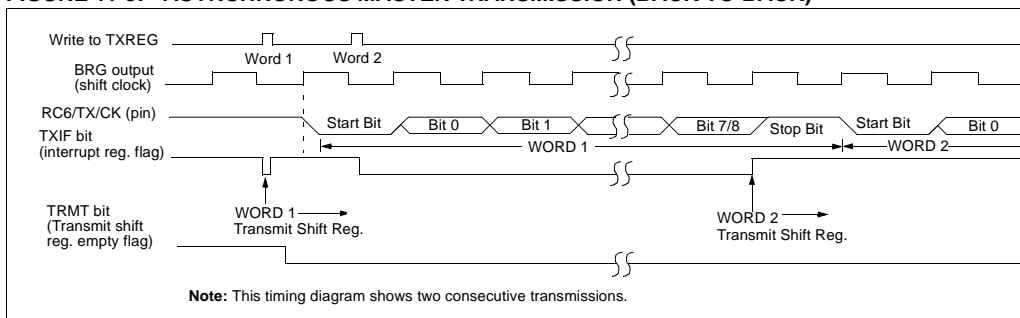 FIGURE 17-3: ASYNCHRONOUS MASTER TRANSMISSION (BACK TO BACK)
Write to TXREG
Word 1
Word 2
BRG output
(shift clock)
RC6/TX/CK (pin)
Start Bit
Bit 0
Bit 1
Bit 7/8
Stop Bit
Start Bit
Bit 0
TXIF bit
(interrupt reg. flag)
WORD 1
WORD 2
TRMT bit
(Transmit shift
reg. empty flag)
WORD 1
Transmit Shift Reg.
WORD 2
Transmit Shift Reg.
Note: This timing diagram shows two consecutive transmissions.